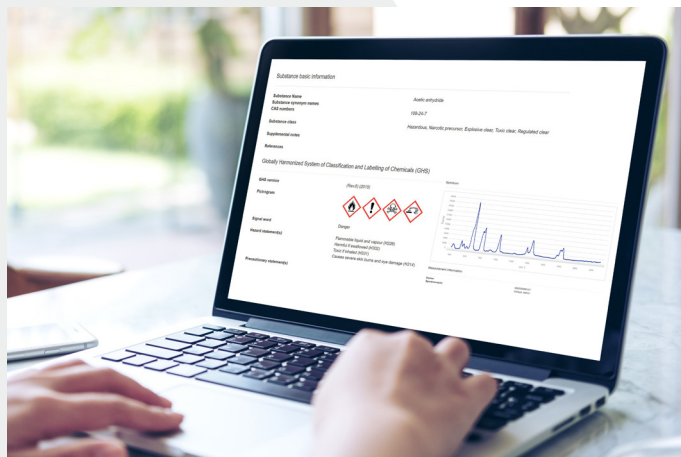 Substance basic information
Substance Name Acetic anhydride
Substance synonym names
CAS numbers 108-24-7
Substance class Hazardous, Narcotic precursor, Explosive clear, Toxic clear, Regulated clear
Supplemental notes
References
Globally Harmonized System of Classification and Labelling of Chemicals (GHS)
GHS version (Rev.6) (2015)
Pictogram
Signal word Danger
Hazard statement(s) Flammable liquid and vapour (H226)
Harmful if swallowed (H302)
Toxic if inhaled (H331)
Causes severe skin burns and eye damage (H314)
Precautionary statement(s)
Spectrum
Measurement information